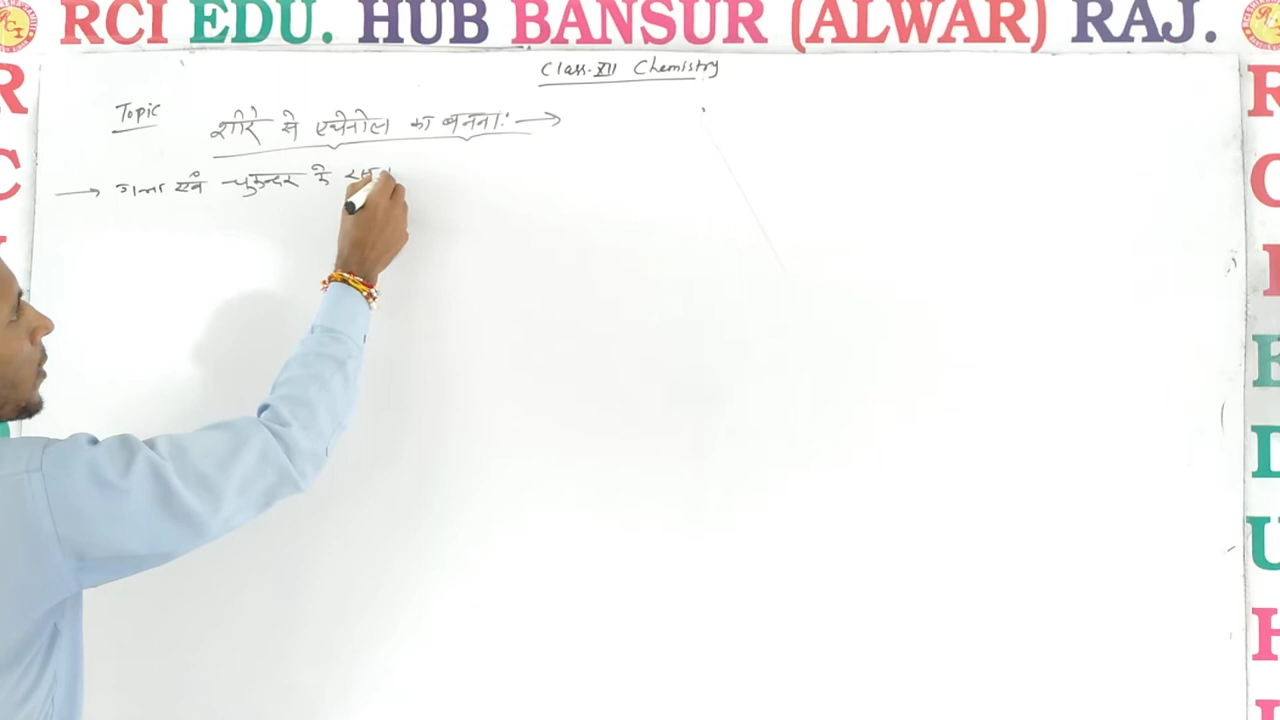 RCI EDU. HUB BANSUR (ALWAR) RAJ.
Class-XII Chemistry
Topic
शीरे से एथेनोल का बनना:- →
→ गन्ना एवं चुकन्दर के
R
C
R
C
I
E
D
U
H